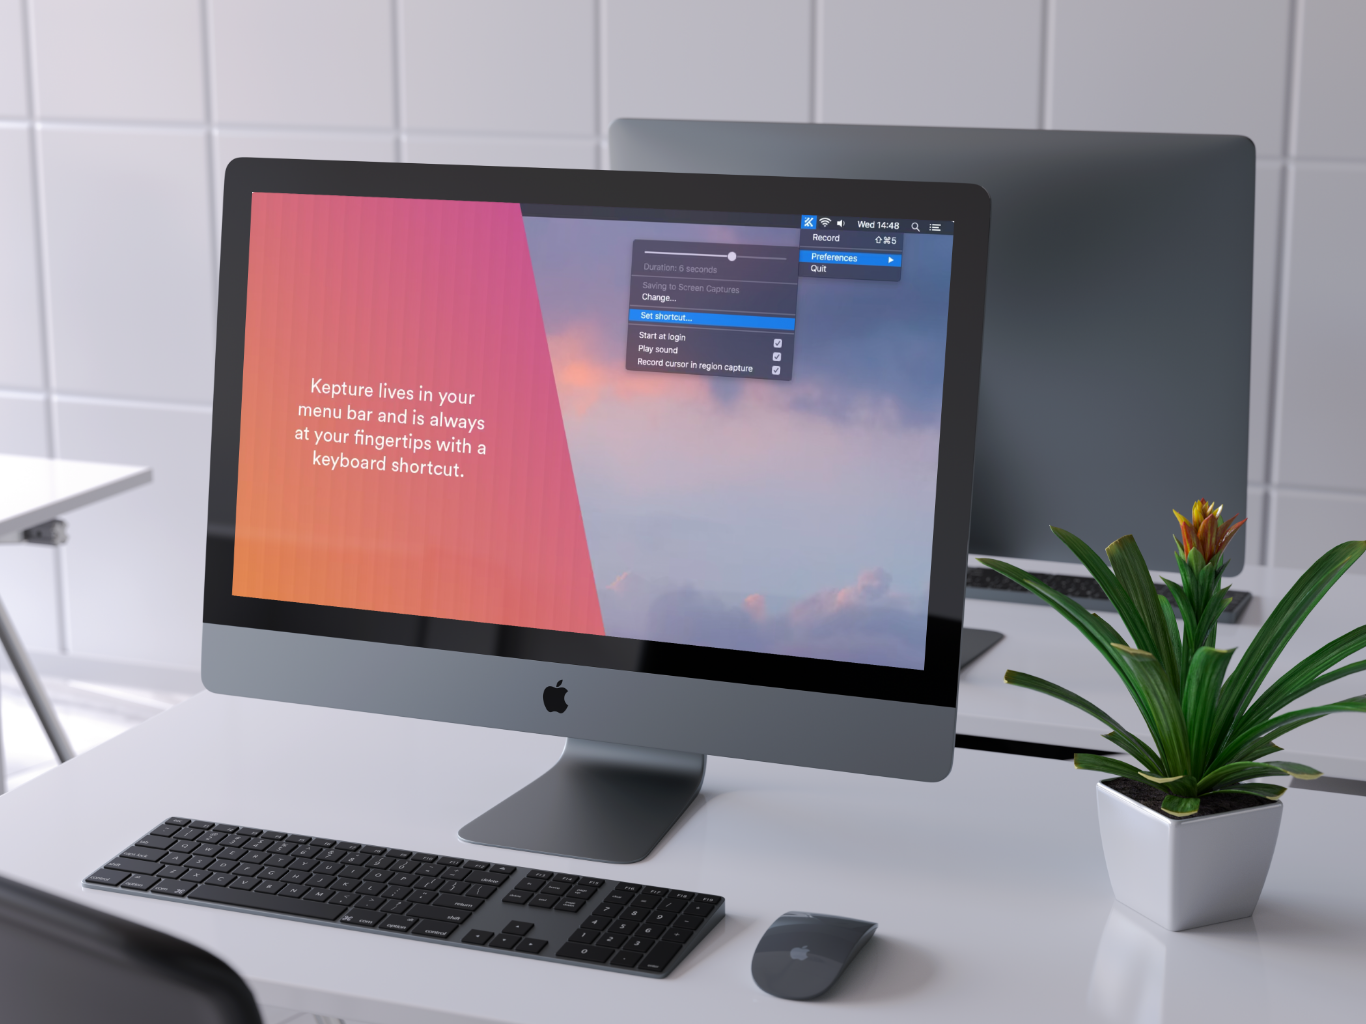 Wed 14:48
Record ⇧⌘5
Preferences
Quit
Duration: 6 seconds
Saving to Screen Captures
Change...
Set shortcut...
Start at login
Play sound
Record cursor in region capture
Kepture lives in your
menu bar and is always
at your fingertips with a
keyboard shortcut.